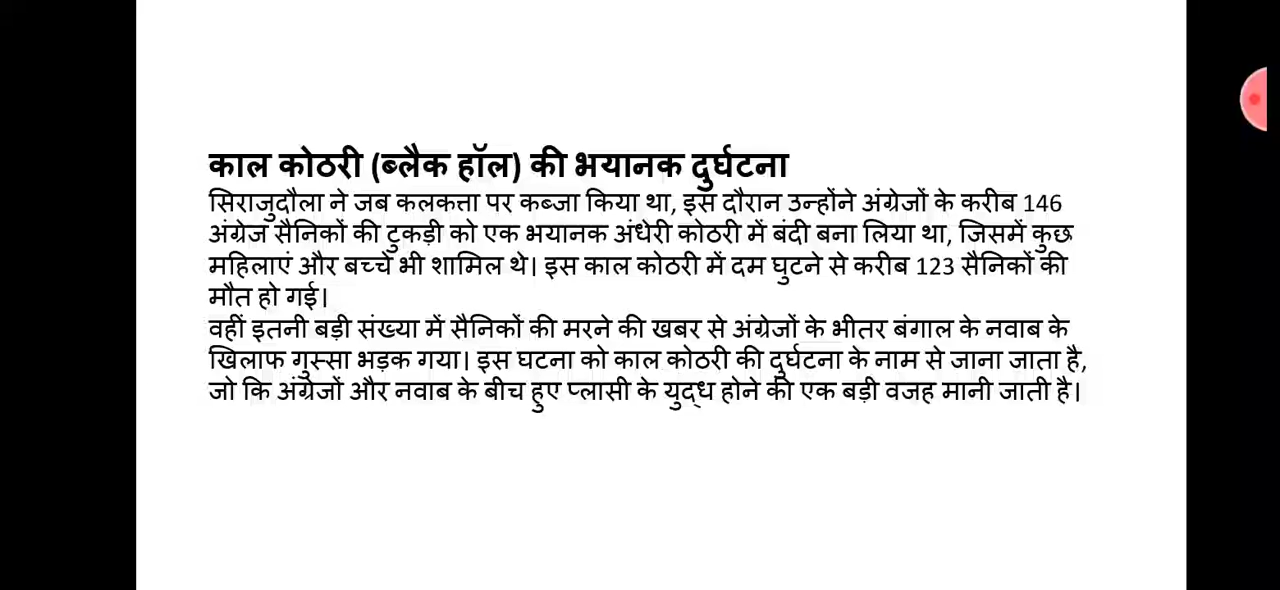 काल कोठरी (ब्लैक हॉल) की भयानक दुर्घटना
सिराजुदौला ने जब कलकत्ता पर कब्जा किया था, इस दौरान उन्होंने अंग्रेजों के करीब 146
अंग्रेज सैनिकों की टुकड़ी को एक भयानक अंधेरी कोठरी में बंदी बना लिया था, जिसमें कुछ
महिलाएं और बच्चे भी शामिल थे। इस काल कोठरी में दम घुटने से करीब 123 सैनिकों की
मौत हो गई।
वहीं इतनी बड़ी संख्या में सैनिकों की मरने की खबर से अंग्रेजों के भीतर बंगाल के नवाब के
खिलाफ गुस्सा भड़क गया। इस घटना को काल कोठरी की दुर्घटना के नाम से जाना जाता है,
जो कि अंग्रेजों और नवाब के बीच हुए प्लासी के युद्ध होने की एक बड़ी वजह मानी जाती है।